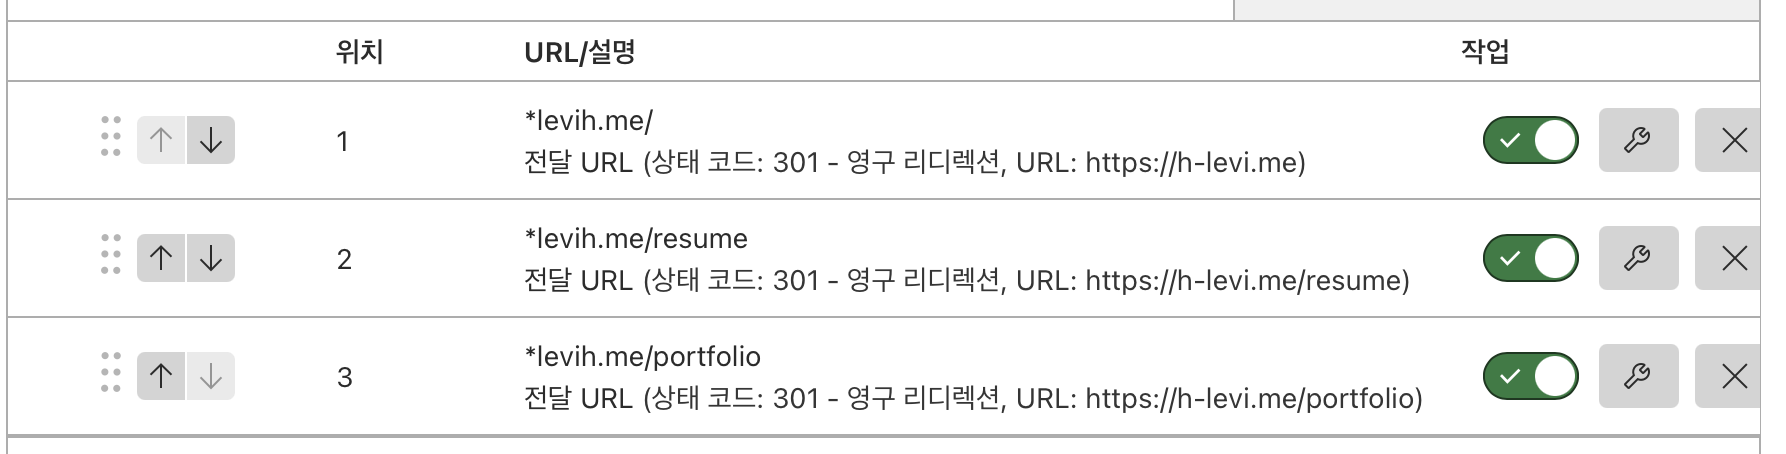 위치 URL/설명 작업
1 *levih.me/
전달 URL (상태 코드: 301 - 영구 리디렉션, URL: https://h-levi.me)
2 *levih.me/resume
전달 URL (상태 코드: 301 - 영구 리디렉션, URL: https://h-levi.me/resume)
3 *levih.me/portfolio
전달 URL (상태 코드: 301 - 영구 리디렉션, URL: https://h-levi.me/portfolio)